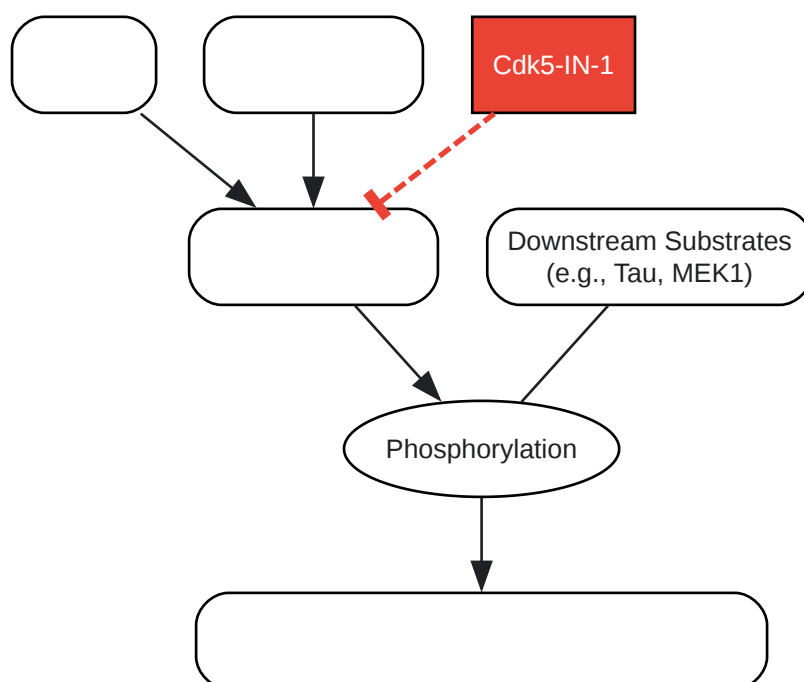 Cdk5-IN-1
Downstream Substrates
(e.g., Tau, MEK1)
Phosphorylation